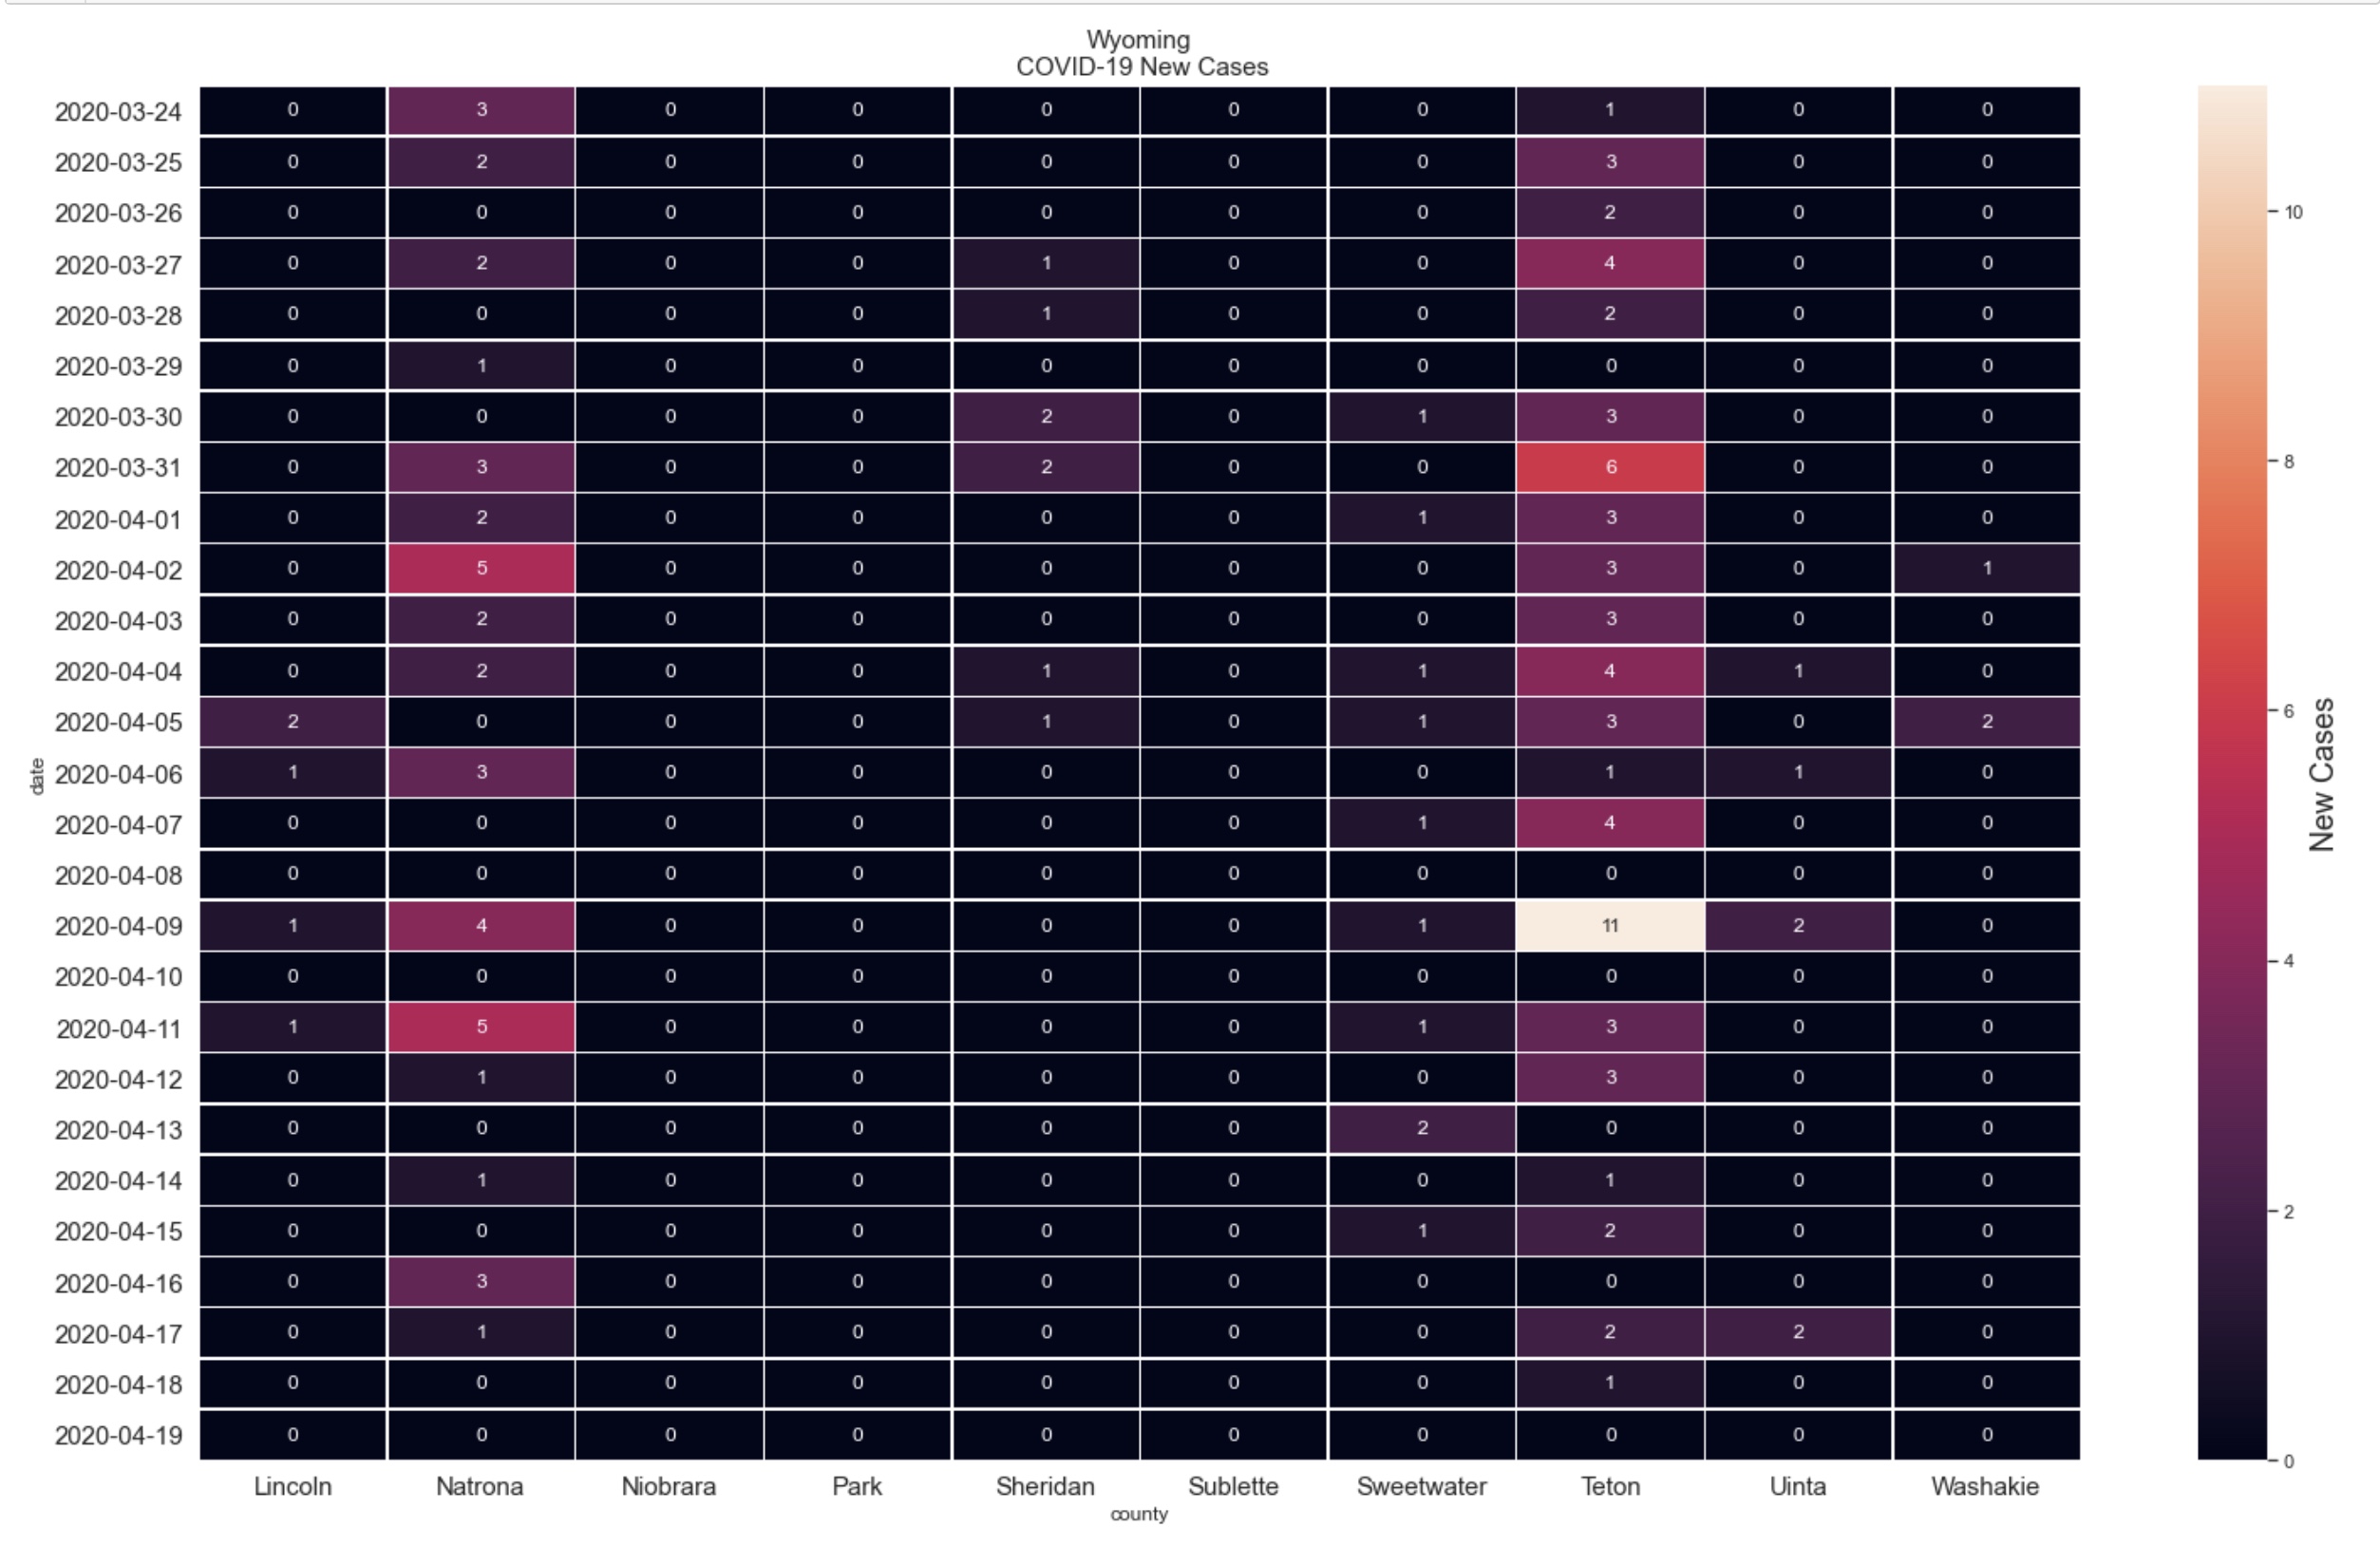 Wyoming
COVID-19 New Cases
2020-03-24 0 3 0 0 0 0 0 1 0 0
2020-03-25 0 2 0 0 0 0 0 3 0 0
2020-03-26 0 0 0 0 0 0 0 2 0 0
2020-03-27 0 2 0 0 1 0 0 4 0 0
2020-03-28 0 0 0 0 1 0 0 2 0 0
2020-03-29 0 1 0 0 0 0 0 0 0 0
2020-03-30 0 0 0 0 2 0 1 3 0 0
2020-03-31 0 3 0 0 2 0 0 6 0 0
2020-04-01 0 2 0 0 0 0 1 3 0 0
2020-04-02 0 5 0 0 0 0 0 3 0 1
2020-04-03 0 2 0 0 0 0 0 3 0 0
2020-04-04 0 2 0 0 1 0 1 4 1 0
2020-04-05 2 0 0 0 1 0 1 3 0 2
2020-04-06 1 3 0 0 0 0 0 1 1 0
2020-04-07 0 0 0 0 0 0 1 4 0 0
2020-04-08 0 0 0 0 0 0 0 0 0 0
2020-04-09 1 4 0 0 0 0 1 11 2 0
2020-04-10 0 0 0 0 0 0 0 0 0 0
2020-04-11 1 5 0 0 0 0 1 3 0 0
2020-04-12 0 1 0 0 0 0 0 3 0 0
2020-04-13 0 0 0 0 0 0 2 0 0 0
2020-04-14 0 1 0 0 0 0 0 1 0 0
2020-04-15 0 0 0 0 0 0 1 2 0 0
2020-04-16 0 3 0 0 0 0 0 0 0 0
2020-04-17 0 1 0 0 0 0 0 2 2 0
2020-04-18 0 0 0 0 0 0 0 1 0 0
2020-04-19 0 0 0 0 0 0 0 0 0 0
Lincoln Natrona Niobrara Park Sheridan Sublette Sweetwater Teton Uinta Washakie
county
date
10
8
6
4
2
0
New Cases